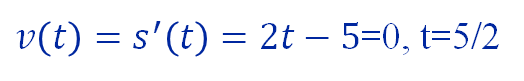 v(t) = s′(t) = 2t − 5=0, t=5/2